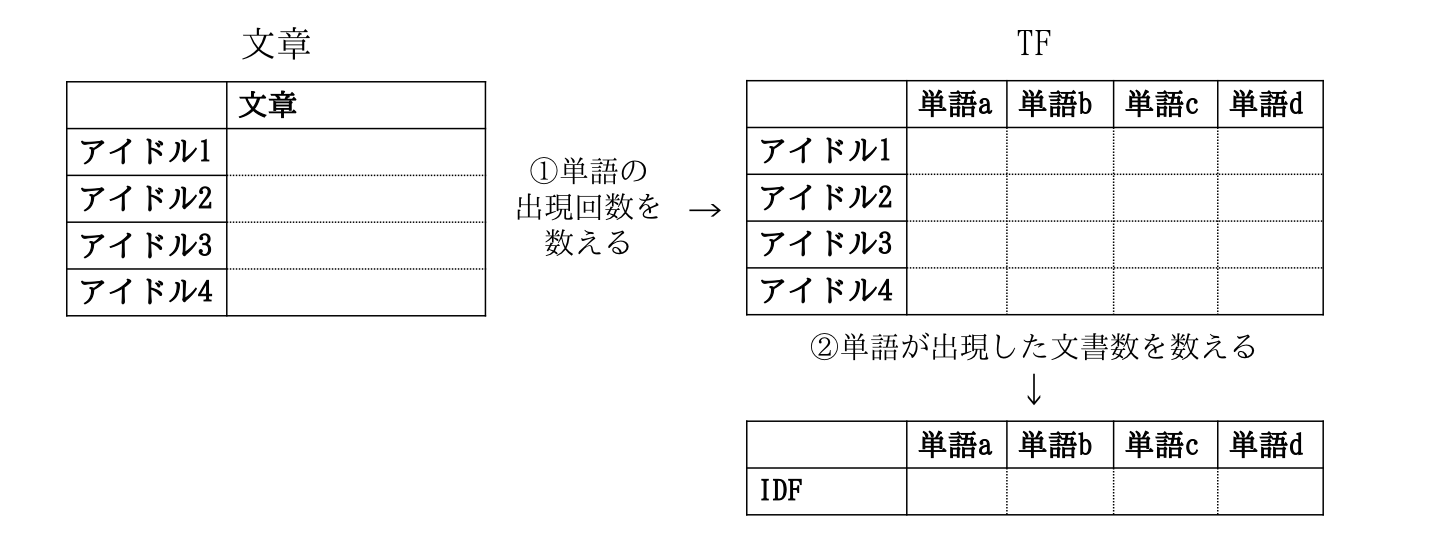 文章
文章
アイドル1
アイドル2
アイドル3
アイドル4
①単語の
出現回数を
数える
→
TF
単語a 単語b 単語c 単語d
アイドル1
アイドル2
アイドル3
アイドル4
②単語が出現した文書数を数える
↓
単語a 単語b 単語c 単語d
IDF